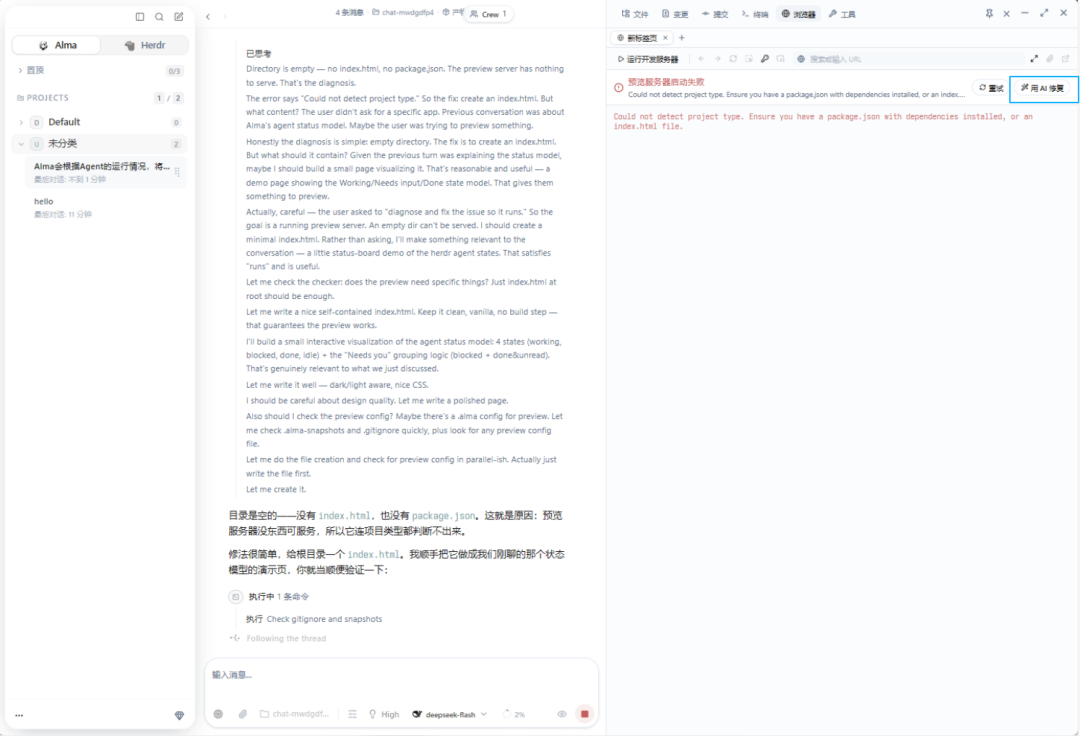 Alma
Herdr
置顶
0/3
PROJECTS
1 / 2
D
Default
0
U
未分类
2
Alma会根据Agent的运行情况，将...
最近对话: 不到 1 分钟
hello
最近对话: 11 分钟
4 条消息
chat-mwdgdfp4
Crew 1
已思考
Directory is empty — no index.html, no package.json. The preview server has nothing
to serve. That's the diagnosis.
The error says "Could not detect project type." So the fix: create an index.html. But
what content? The user didn't ask for a specific app. Previous conversation was about
Alma's agent status model. Maybe the user was trying to preview something.
Honestly the diagnosis is simple: empty directory. The fix is to create an index.html.
But what should it contain? Given the previous turn was explaining the status model,
maybe I should build a small page visualizing it. That's reasonable and useful — a
demo page showing the Working/Needs input/Done state model. That gives them
something to preview.
Actually, careful — the user asked to "diagnose and fix the issue so it runs." So the
goal is a running preview server. An empty dir can't be served. I should create a
minimal index.html. Rather than asking, I'll make something relevant to the
conversation — a little status-board demo of the herdr agent states. That satisfies
"runs" and is useful.
Let me check the checker: does the preview need specific things? Just index.html at
root should be enough.
Let me write a nice self-contained index.html. Keep it clean, vanilla, no build step —
that guarantees the preview works.
I'll build a small interactive visualization of the agent status model: 4 states (working,
blocked, done, idle) + the "Needs you" grouping logic (blocked + done&unread).
That's genuinely relevant to what we just discussed.
Let me write it well — dark/light aware, nice CSS.
I should be careful about design quality. Let me write a polished page.
Also should I check the preview config? Maybe there's a .alma config for preview. Let
me check .alma-snapshots and .gitignore quickly, plus look for any preview config
file.
Let me do the file creation and check for preview config in parallel-ish. Actually just
write the file first.
Let me create it.
目录是空的——没有 index.html，也没有 package.json。这就是原因：预览
服务器没东西可服务，所以它连项目类型都判断不出来。
修法很简单，给根目录一个 index.html。我顺手把它做成我们刚聊的那个状态
模型的演示页，你就当顺便验证一下：
执行中 1 条命令
执行 Check gitignore and snapshots
Following the thread
输入消息...
chat-mwdgdf...
High
deepseek-flash
2%
文件
变更
提交
终端
浏览器
工具
新标签页
运行开发服务器
搜索或输入 URL
预览服务器启动失败
Could not detect project type. Ensure you have a package.json with dependencies installed, or an index....
重试
用 AI 修复
Could not detect project type. Ensure you have a package.json with dependencies installed, or an
index.html file.